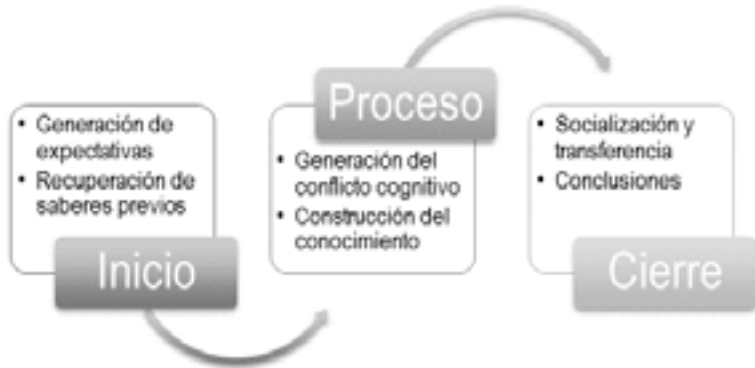 • Generación de
expectativas
• Recuperación de
saberes previos
Inicio
Proceso
• Generación del
conflicto cognitivo
• Construcción del
conocimiento
• Socialización y
transferencia
• Conclusiones
Cierre